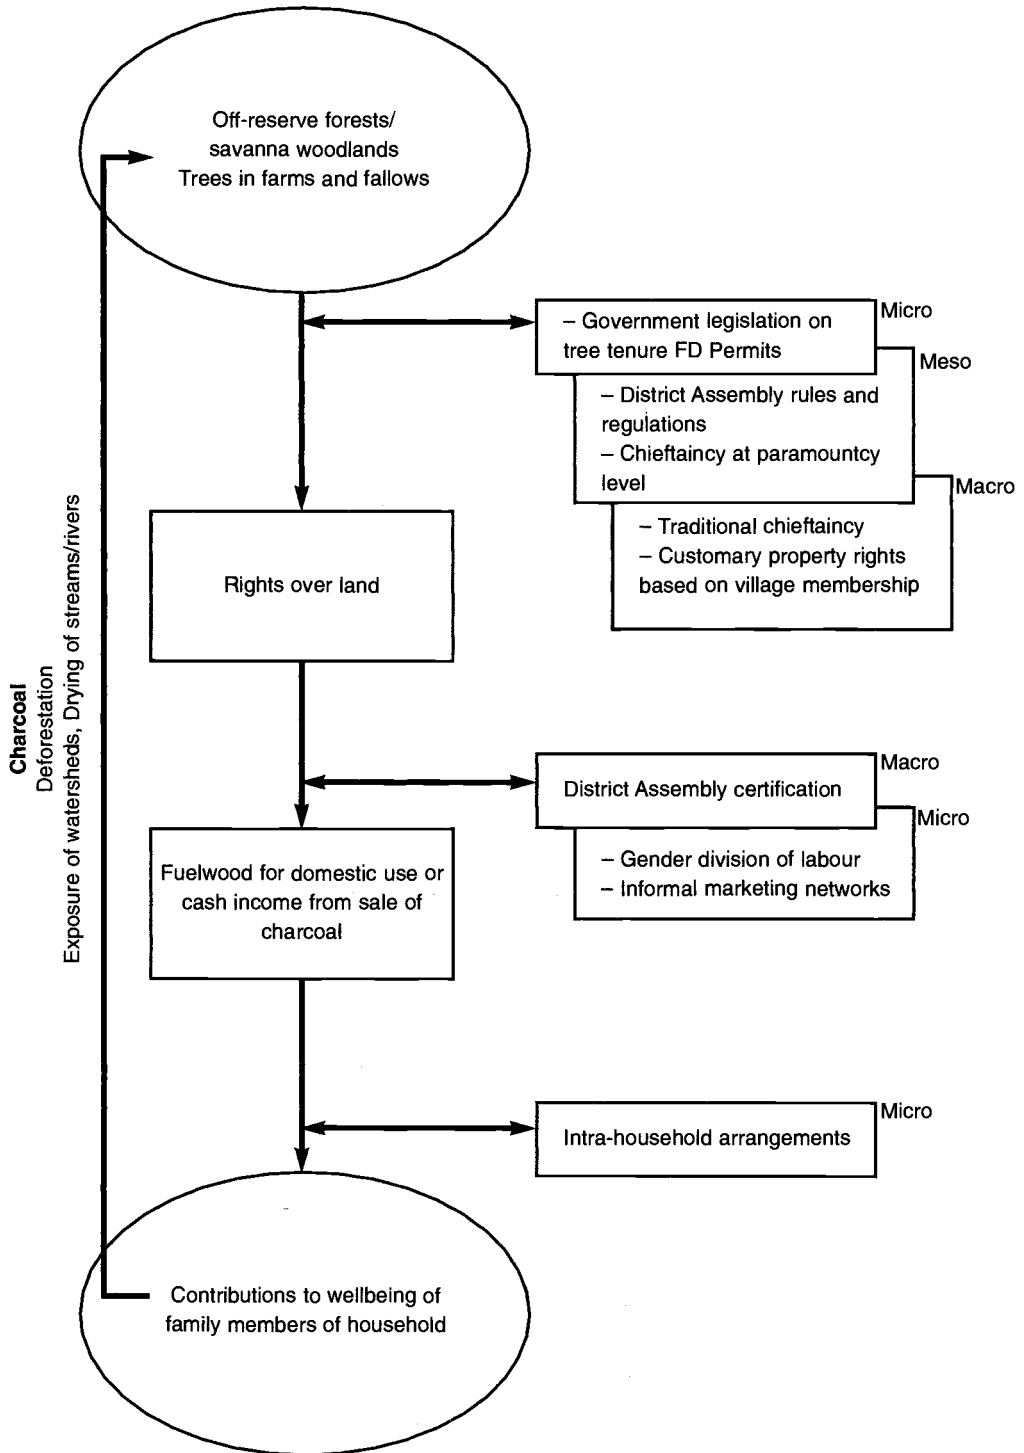 Off-reserve forests/
savanna woodlands
Trees in farms and fallows
– Government legislation on
tree tenure FD Permits
Micro
Meso
– District Assembly rules and
regulations
– Chieftaincy at paramountcy
level
Macro
– Traditional chieftaincy
– Customary property rights
based on village membership
Rights over land
Charcoal
Deforestation
Exposure of watersheds, Drying of streams/rivers
District Assembly certification
Macro
Micro
– Gender division of labour
– Informal marketing networks
Fuelwood for domestic use or
cash income from sale of
charcoal
Intra-household arrangements
Micro
Contributions to wellbeing of
family members of household